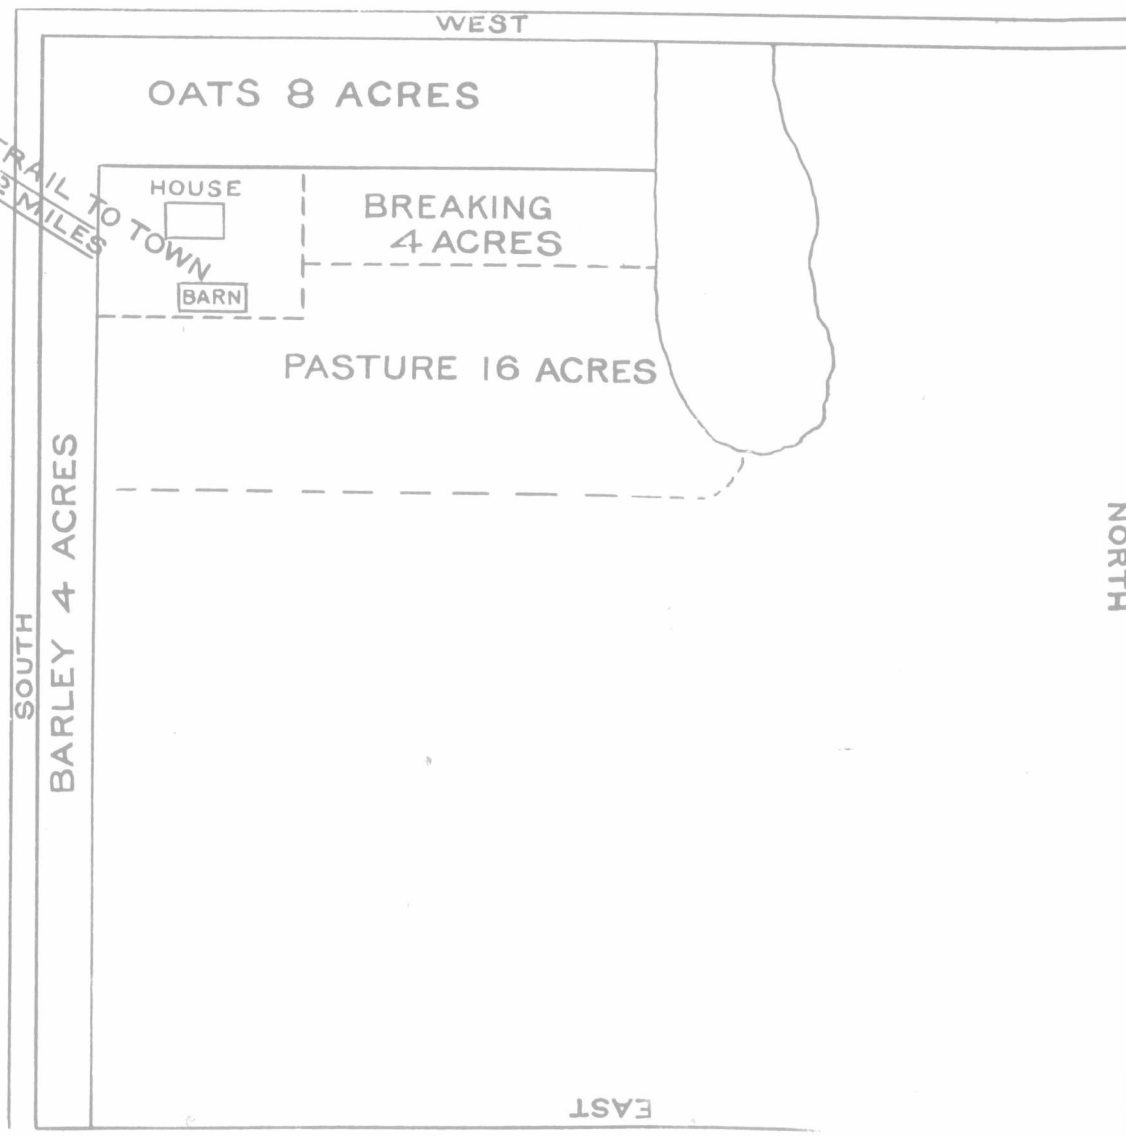 WEST
OATS 8 ACRES
TRAIL TO TOWN
2 MILES
HOUSE
BREAKING
4 ACRES
BARN
PASTURE 16 ACRES
BARLEY 4 ACRES
SOUTH
NORTH
EAST